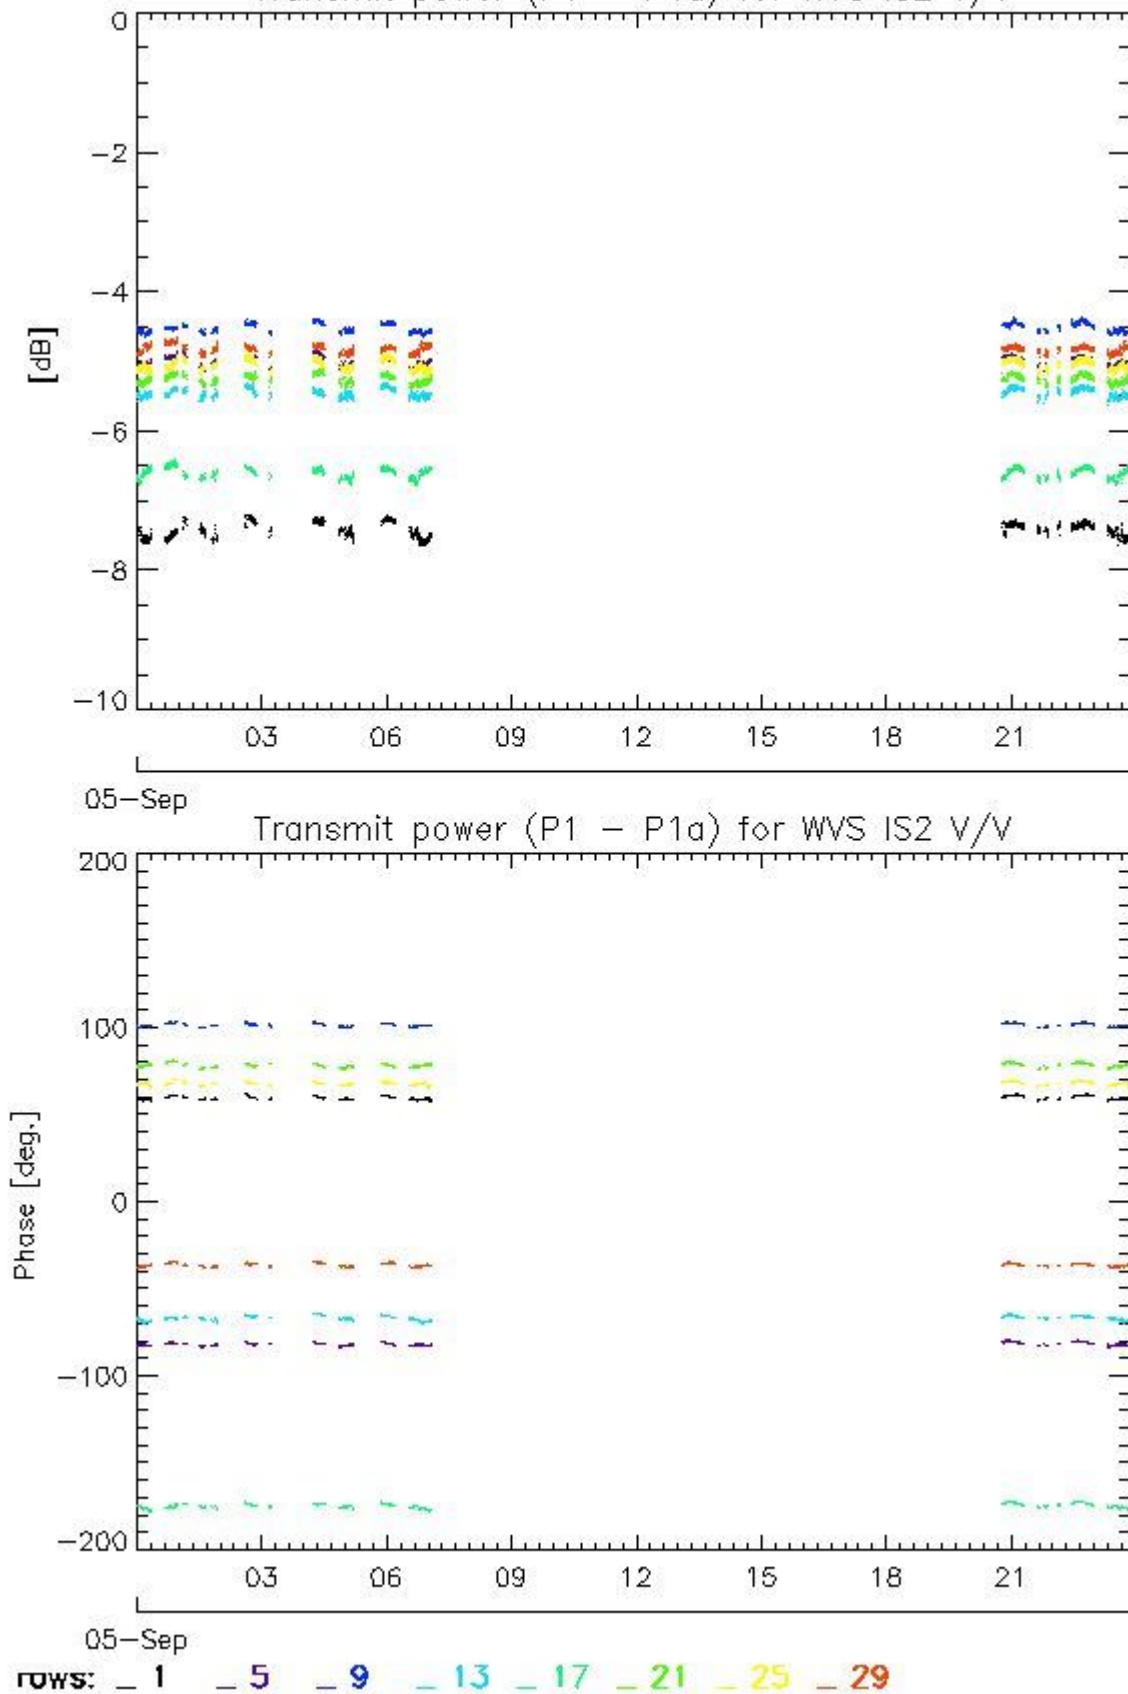 0
−2
−4
[dB]
−6
−8
−10
03 06 09 12 15 18 21
05−Sep
Transmit power (P1 − P1a) for WVS IS2 V/V
200
100
Phase [deg.]
0
−100
−200
03 06 09 12 15 18 21
05−Sep
rows: _ 1 _ 5 _ 9 _ 13 _ 17 _ 21 _ 25 _ 29